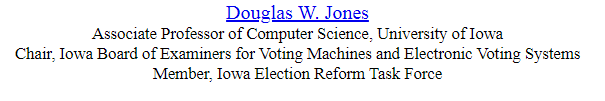 Douglas W. Jones
Associate Professor of Computer Science, University of Iowa
Chair, Iowa Board of Examiners for Voting Machines and Electronic Voting Systems
Member, Iowa Election Reform Task Force